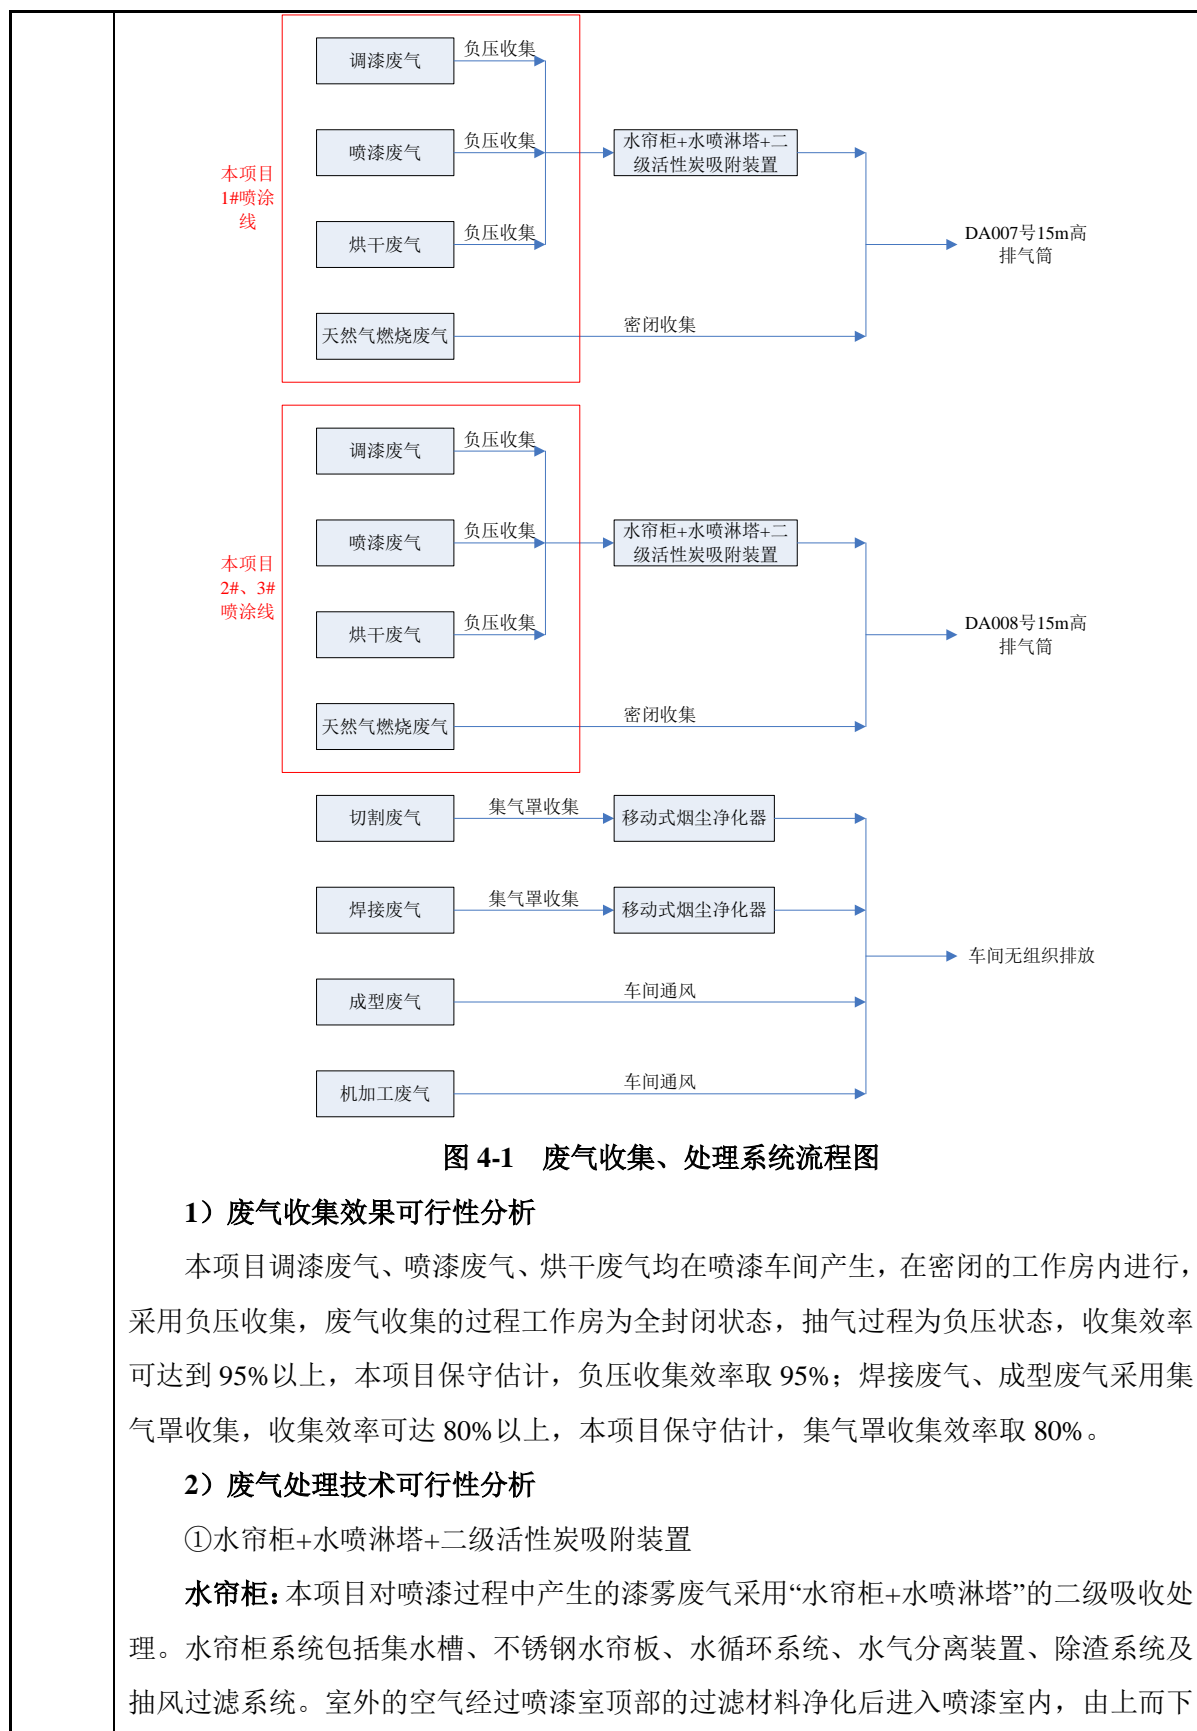 调漆废气
负压收集
喷漆废气
负压收集
水帘柜+水喷淋塔+二
级活性炭吸附装置
本项目
1#喷涂
线
烘干废气
负压收集
DA007号15m高
排气筒
天然气燃烧废气
密闭收集
调漆废气
负压收集
喷漆废气
负压收集
水帘柜+水喷淋塔+二
级活性炭吸附装置
本项目
2#、3#
喷涂线
烘干废气
负压收集
DA008号15m高
排气筒
天然气燃烧废气
密闭收集
切割废气
集气罩收集
移动式烟尘净化器
焊接废气
集气罩收集
移动式烟尘净化器
车间无组织排放
成型废气
车间通风
机加工废气
车间通风
图 4-1 废气收集、处理系统流程图
1）废气收集效果可行性分析
本项目调漆废气、喷漆废气、烘干废气均在喷漆车间产生，在密闭的工作房内进行，
采用负压收集，废气收集的过程工作房为全封闭状态，抽气过程为负压状态，收集效率
可达到 95%以上，本项目保守估计，负压收集效率取 95%；焊接废气、成型废气采用集
气罩收集，收集效率可达 80%以上，本项目保守估计，集气罩收集效率取 80%。
2）废气处理技术可行性分析
①水帘柜+水喷淋塔+二级活性炭吸附装置
水帘柜：本项目对喷漆过程中产生的漆雾废气采用“水帘柜+水喷淋塔”的二级吸收处
理。水帘柜系统包括集水槽、不锈钢水帘板、水循环系统、水气分离装置、除渣系统及
抽风过滤系统。室外的空气经过喷漆室顶部的过滤材料净化后进入喷漆室内，由上而下